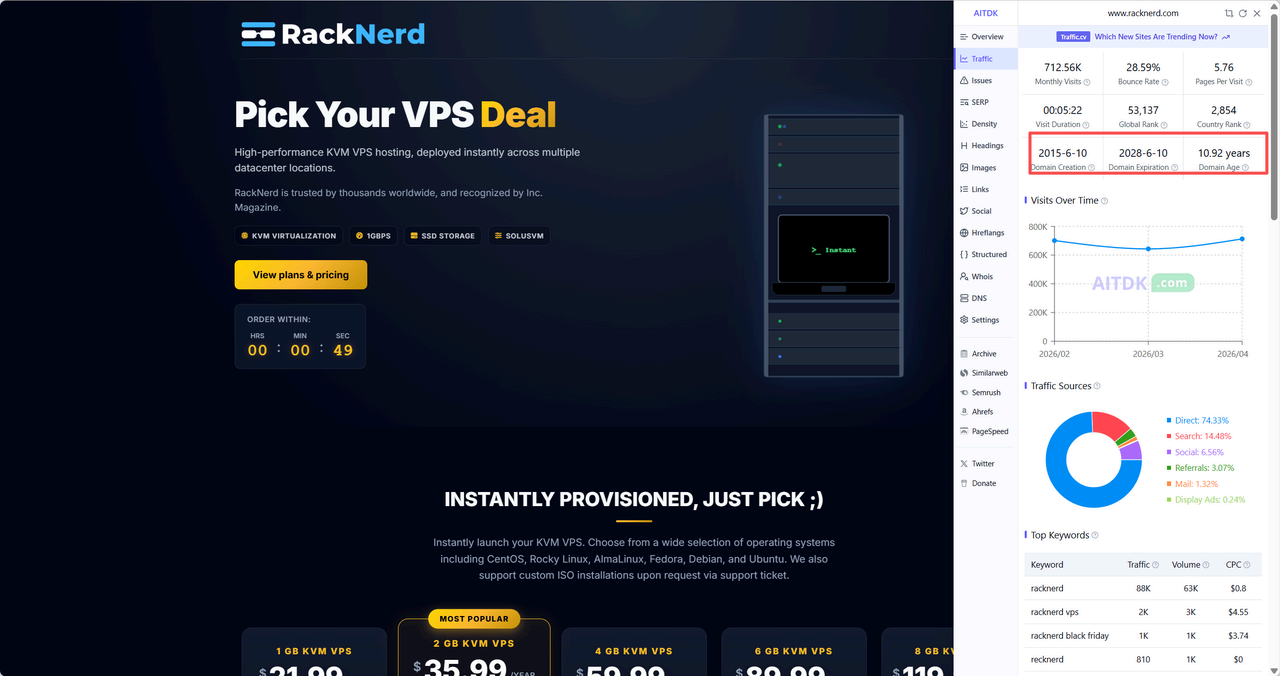 RackNerd
Pick Your VPS Deal
High-performance KVM VPS hosting, deployed instantly across multiple
datacenter locations.
RackNerd is trusted by thousands worldwide, and recognized by Inc.
Magazine.
KVM VIRTUALIZATION
1GBPS
SSD STORAGE
SOLUSVM
View plans & pricing
ORDER WITHIN:
HRS MIN SEC
00 : 00 : 49
>_ Instant
INSTANTLY PROVISIONED, JUST PICK ;)
Instantly launch your KVM VPS. Choose from a wide selection of operating systems
including CentOS, Rocky Linux, AlmaLinux, Fedora, Debian, and Ubuntu. We also
support custom ISO installations upon request via support ticket.
MOST POPULAR
1 GB KVM VPS
$21.99
2 GB KVM VPS
$35.99/YEAR
4 GB KVM VPS
$59.99
6 GB KVM VPS
$89.99
8 GB KV
$119
AITDK
Overview
Traffic
Issues
SERP
Density
Headings
Images
Links
Social
Hreflangs
Structured
Whois
DNS
Settings
Archive
Similarweb
Semrush
Ahrefs
PageSpeed
Twitter
Donate
www.racknerd.com
Traffic.cv Which New Sites Are Trending Now?
712.56K 28.59% 5.76
Monthly Visits Bounce Rate Pages Per Visit
00:05:22 53,137 2,854
Visit Duration Global Rank Country Rank
2015-6-10 2028-6-10 10.92 years
Domain Creation Domain Expiration Domain Age
Visits Over Time
800K
600K
400K
200K
0
2026/02 2026/03 2026/04
AITDK .com
Traffic Sources
Direct: 74.33%
Search: 14.48%
Social: 6.56%
Referrals: 3.07%
Mail: 1.32%
Display Ads: 0.24%
Top Keywords
Keyword Traffic Volume CPC
racknerd 88K 63K $0.8
racknerd vps 2K 3K $4.55
racknerd black friday 1K 1K $3.74
recknerd 810 1K $0